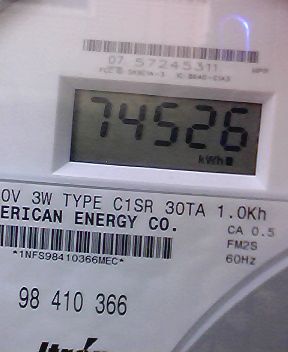 07 57245311
74526
kWh
0V 3W TYPE C1SR 30TA 1.0Kh
ERICAN ENERGY CO.
CA 0.5
FM2S
*1NFS98410366MEC*
60Hz
98 410 366
Itron